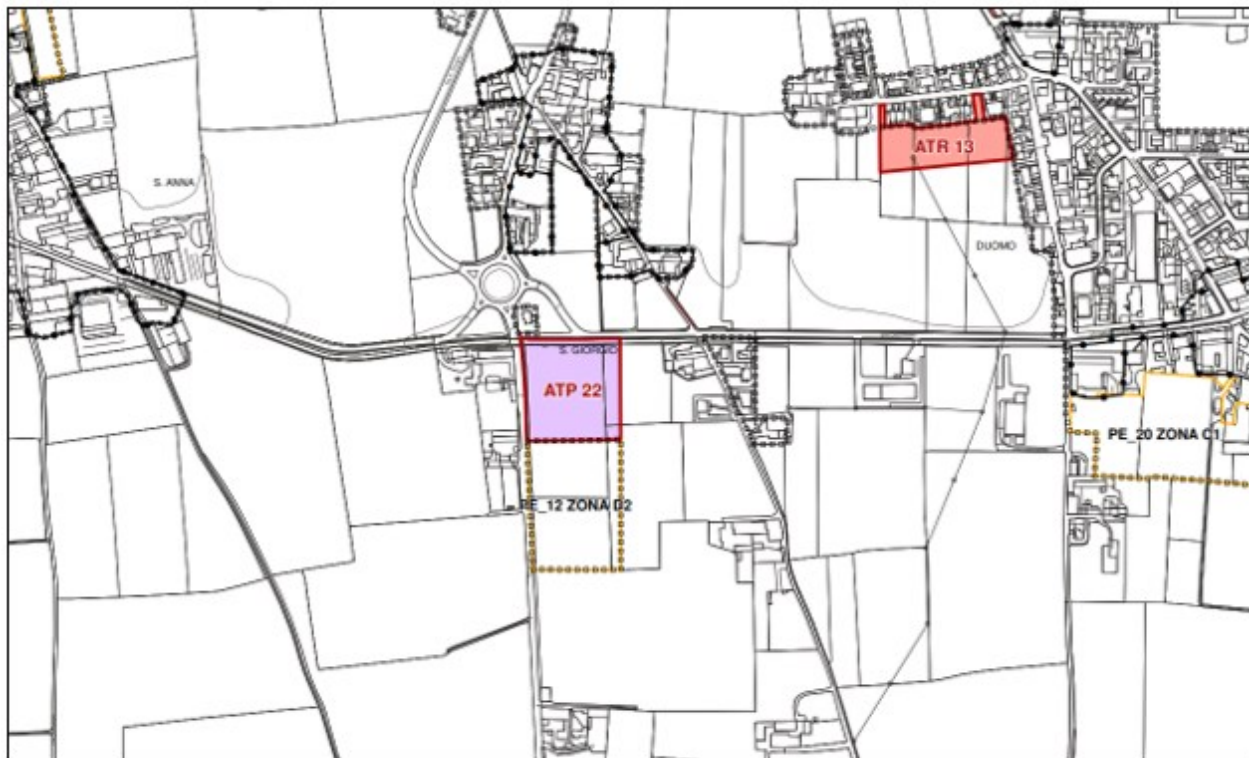 ATR 13
S. ANNA
DUOMO
S. GIORGIO
ATP 22
PE_20 ZONA C1
PE_12 ZONA D2